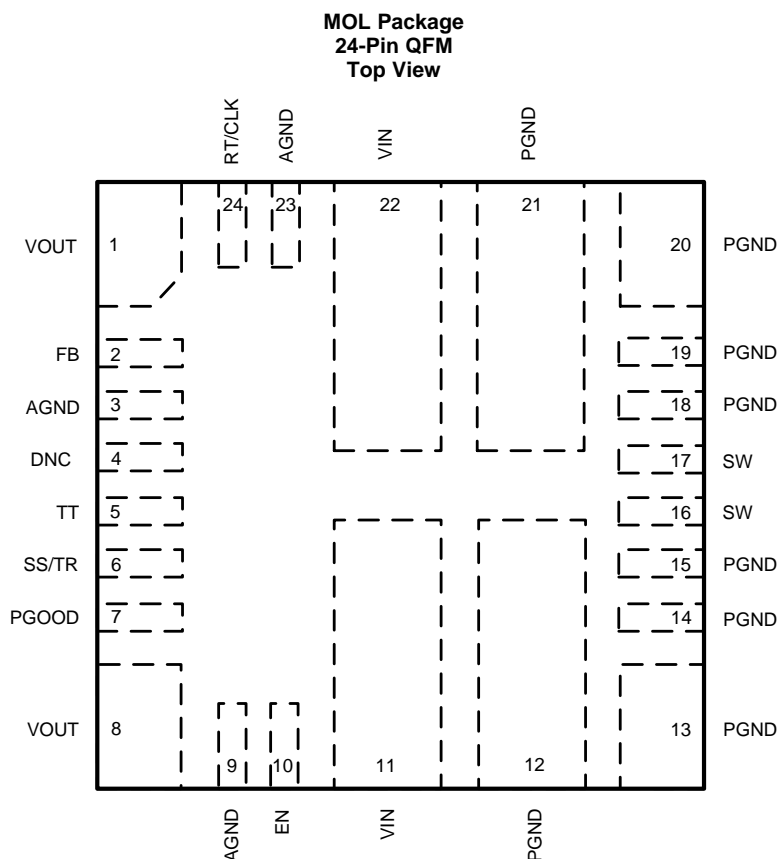 MOL Package
24-Pin QFM
Top View
RT/CLK
AGND
VIN
PGND
24
23
22
21
VOUT
1
20
PGND
FB
2
19
PGND
AGND
3
18
PGND
DNC
4
17
SW
TT
5
16
SW
SS/TR
6
15
PGND
PGOOD
7
14
PGND
VOUT
8
13
PGND
9
10
11
12
AGND
EN
VIN
PGND